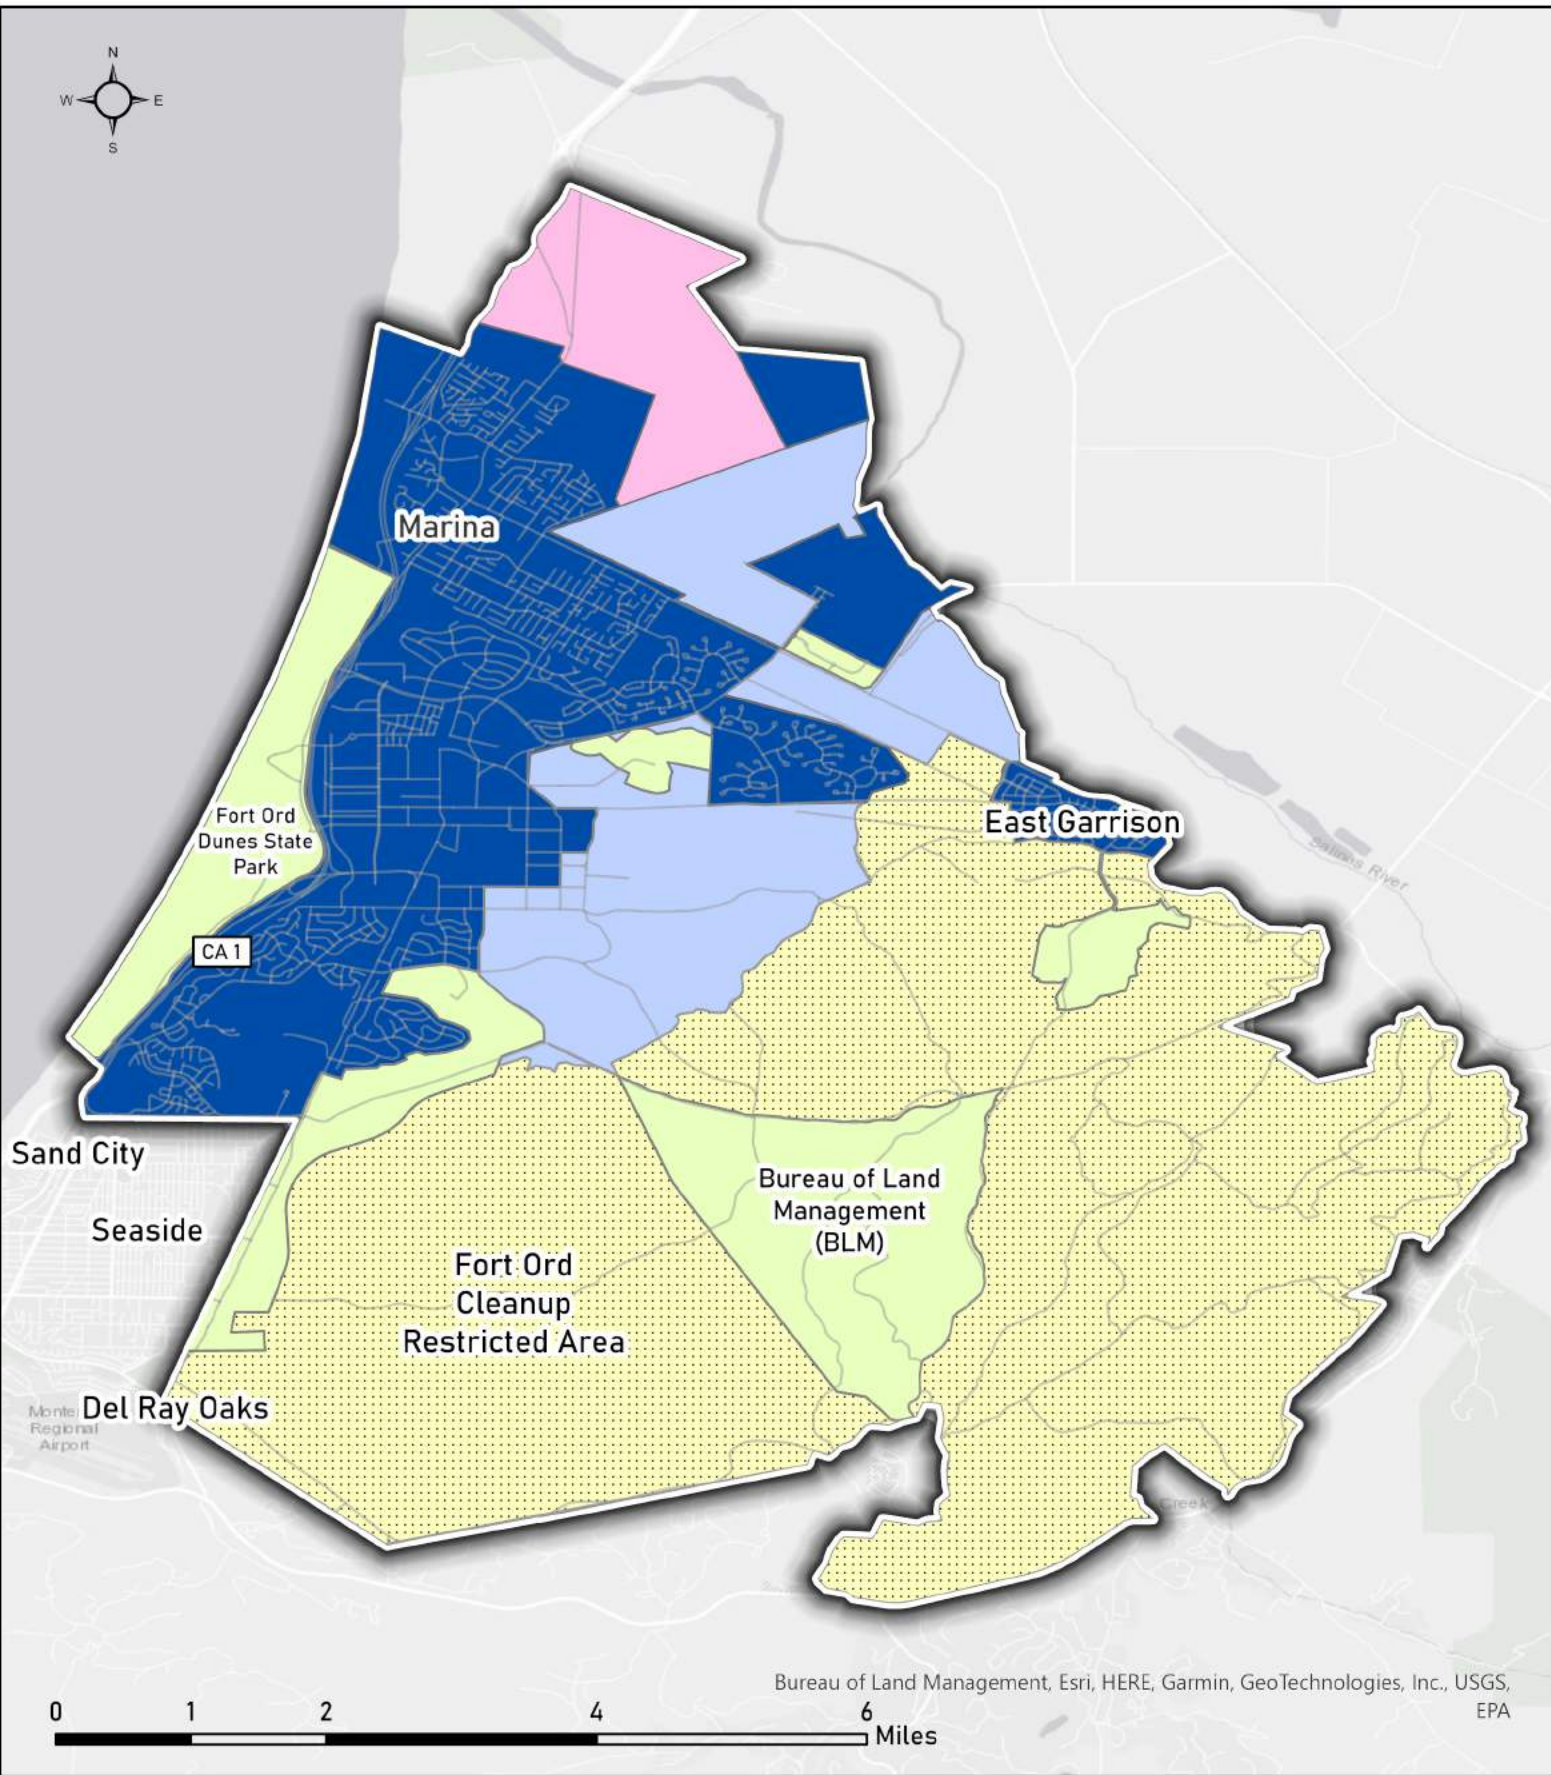 N
W E
S
Marina
Fort Ord
Dunes State
Park
East Garrison
Salinas River
CA 1
Sand City
Seaside
Bureau of Land
Management
(BLM)
Fort Ord
Cleanup
Restricted Area
Del Ray Oaks
Monte
Regional
Airport
Creek
Bureau of Land Management, Esri, HERE, Garmin, GeoTechnologies, Inc., USGS,
EPA
0 1 2 4 6
Miles